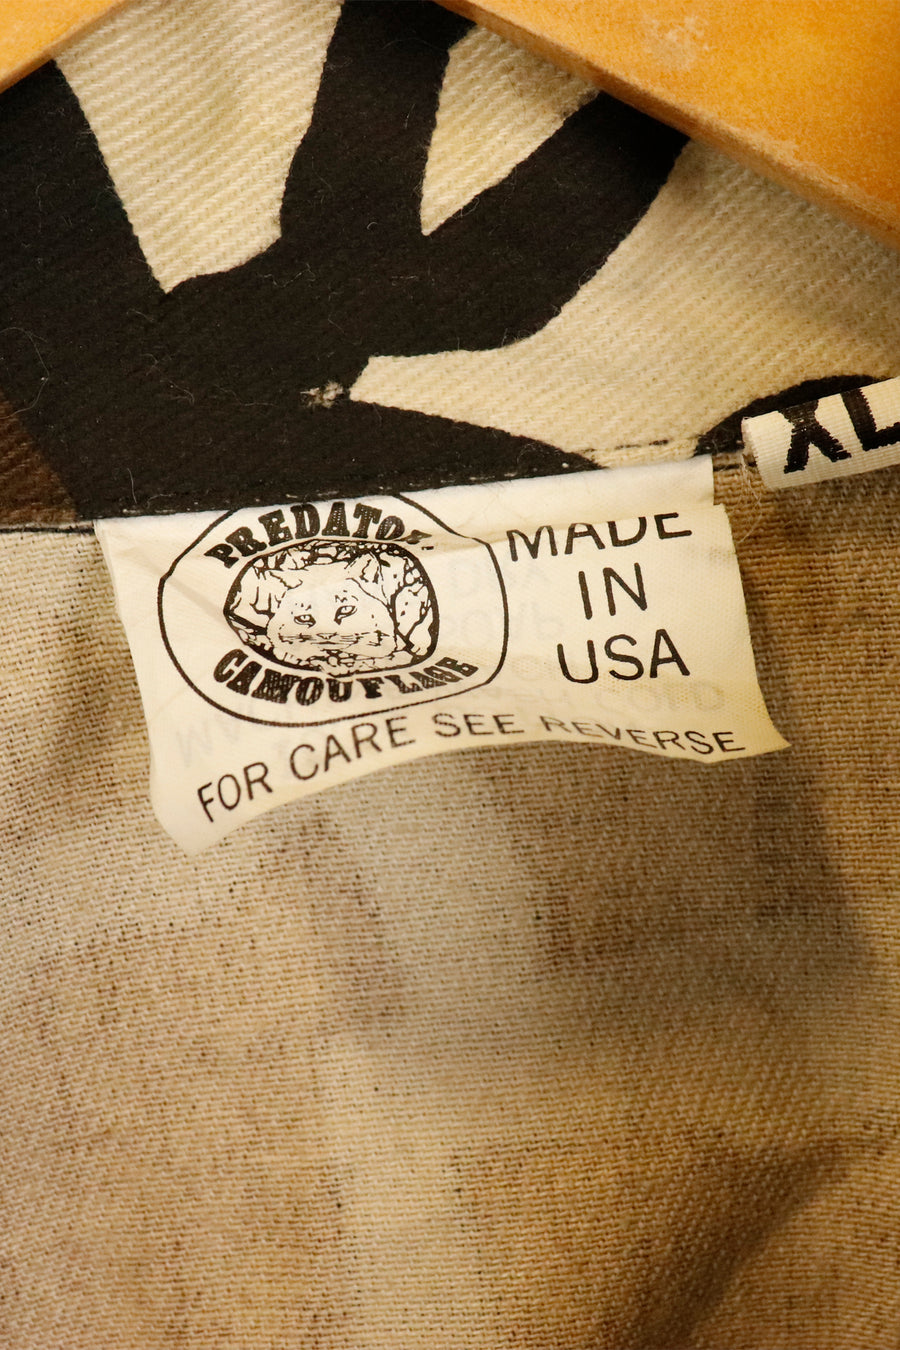 XL
PREDATOR
CAMOUFLAGE
MADE
IN
USA
FOR CARE SEE REVERSE